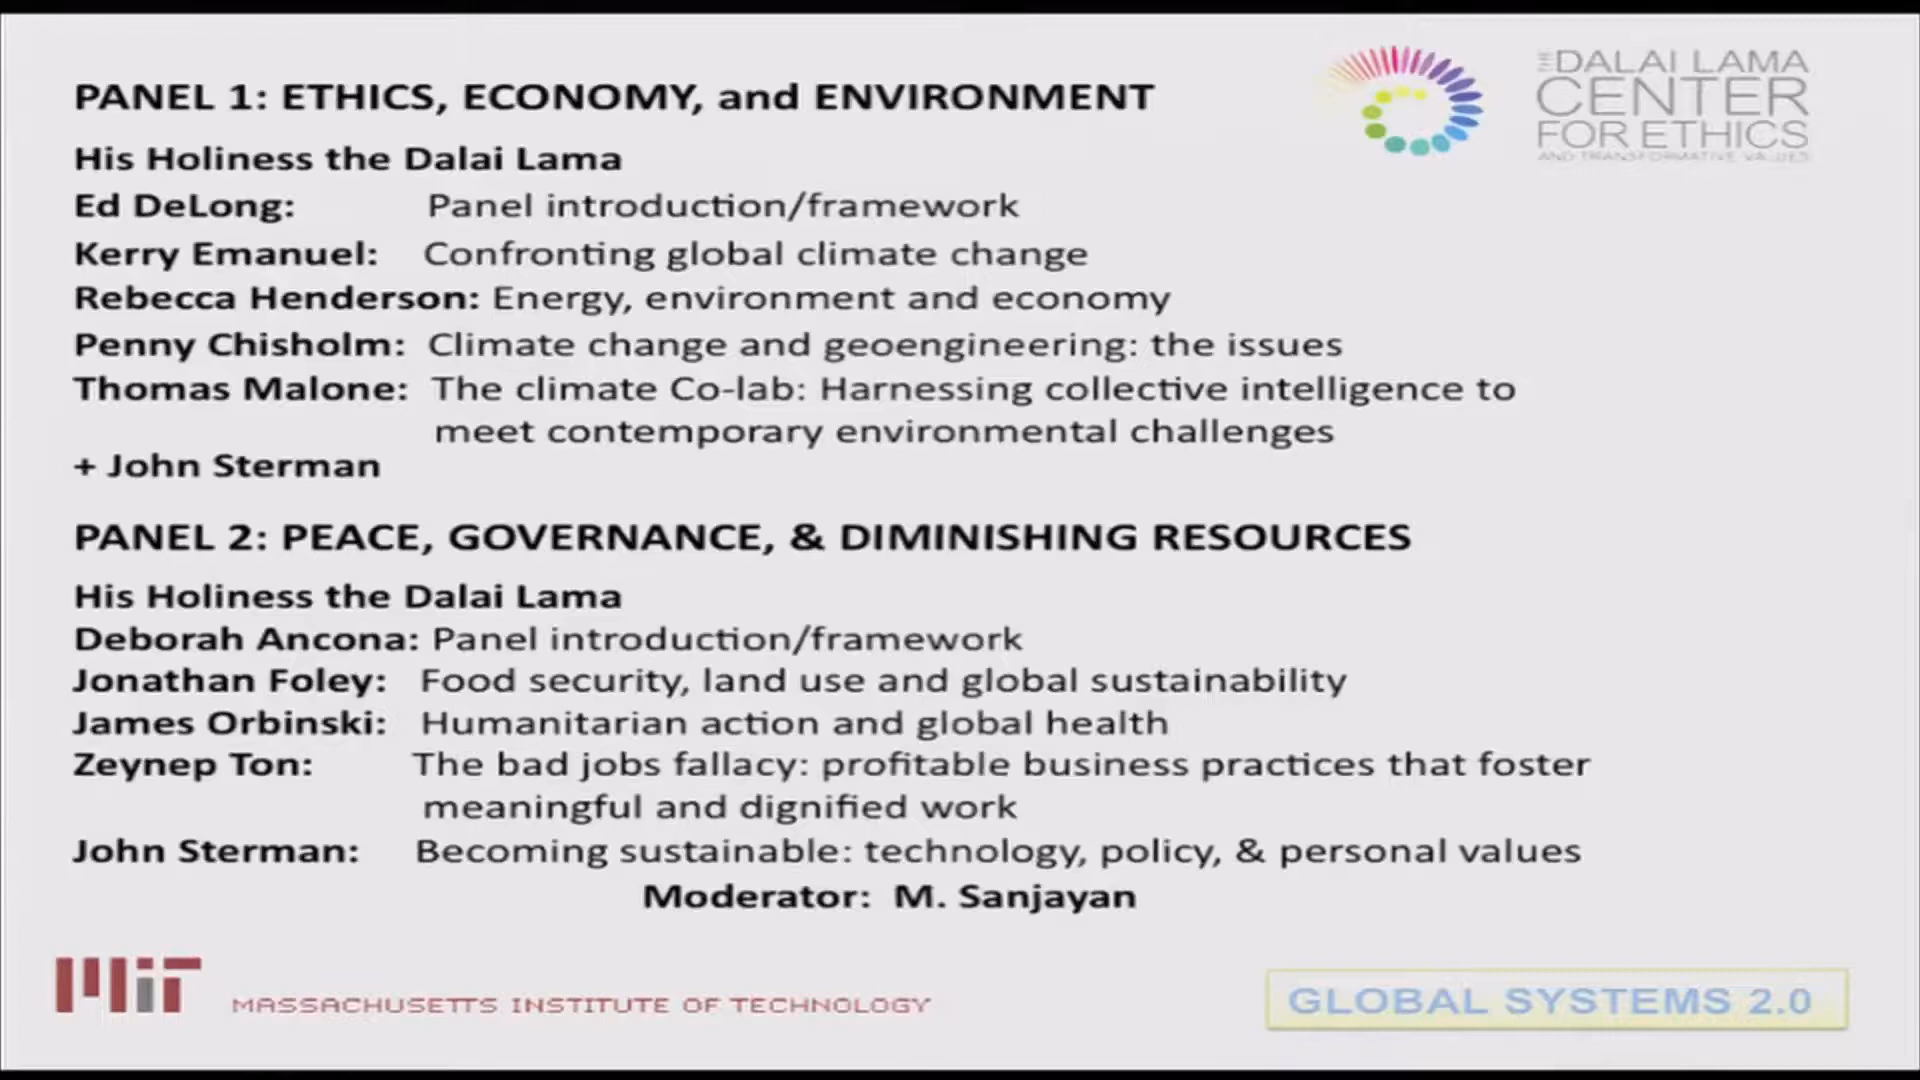 PANEL 1: ETHICS, ECONOMY, and ENVIRONMENT
THE DALAI LAMA
CENTER
FOR ETHICS
AND TRANSFORMATIVE VALUES
His Holiness the Dalai Lama
Ed DeLong: Panel introduction/framework
Kerry Emanuel: Confronting global climate change
Rebecca Henderson: Energy, environment and economy
Penny Chisholm: Climate change and geoengineering: the issues
Thomas Malone: The climate Co-lab: Harnessing collective intelligence to
meet contemporary environmental challenges
+ John Sterman
PANEL 2: PEACE, GOVERNANCE, & DIMINISHING RESOURCES
His Holiness the Dalai Lama
Deborah Ancona: Panel introduction/framework
Jonathan Foley: Food security, land use and global sustainability
James Orbinski: Humanitarian action and global health
Zeynep Ton: The bad jobs fallacy: profitable business practices that foster
meaningful and dignified work
John Sterman: Becoming sustainable: technology, policy, & personal values
Moderator: M. Sanjayan
MIT MASSACHUSETTS INSTITUTE OF TECHNOLOGY
GLOBAL SYSTEMS 2.0